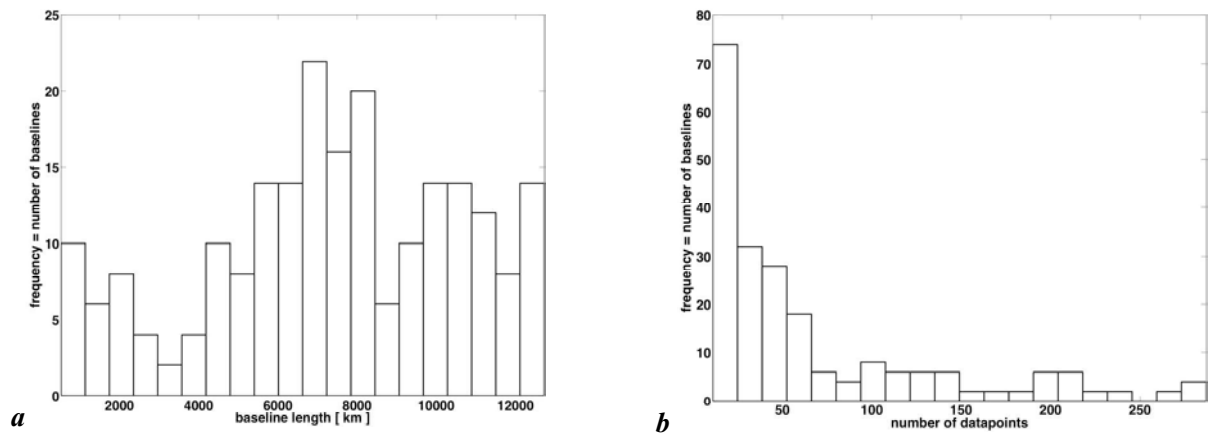 25
20
15
10
5
0
frequency = number of baselines
2000 4000 6000 8000 10000 12000
baseline length [ km]
a
80
70
60
50
40
30
20
10
0
frequency = number of baselines
50 100 150 200 250
number of datapoints
b